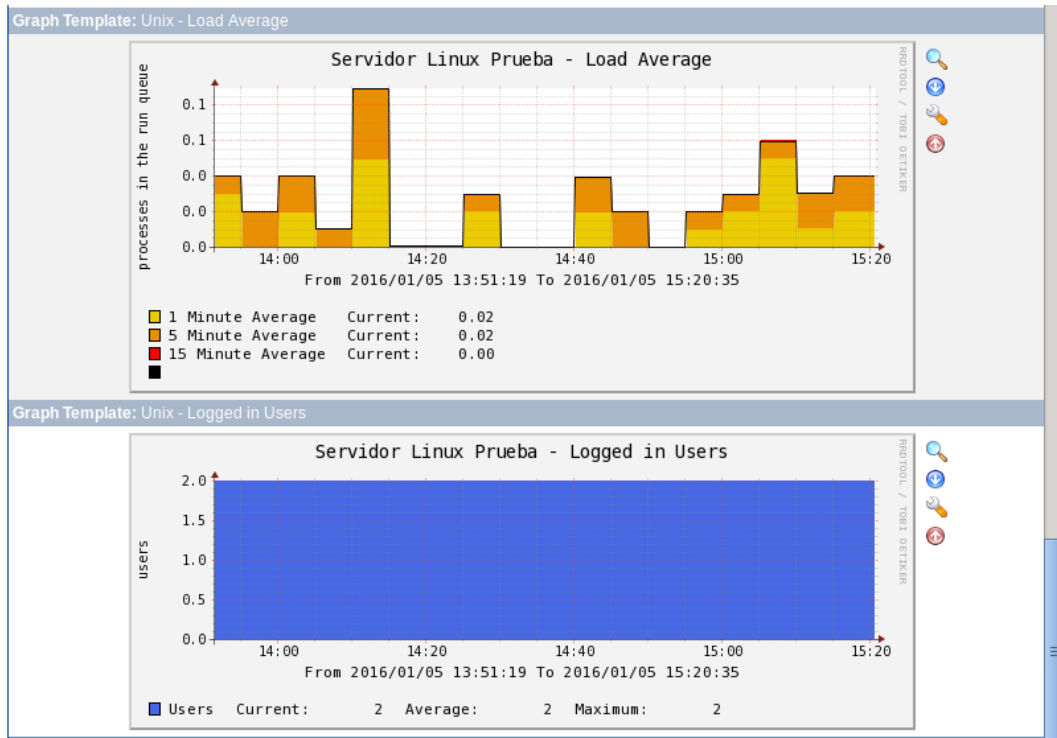 Graph Template: Unix - Load Average
Servidor Linux Prueba - Load Average
RRDTOOL / TOBI OETIKER
processes in the run queue
0.1
0.1
0.0
0.0
0.0
14:00 14:20 14:40 15:00 15:20
From 2016/01/05 13:51:19 To 2016/01/05 15:20:35
1 Minute Average Current: 0.02
5 Minute Average Current: 0.02
15 Minute Average Current: 0.00
Graph Template: Unix - Logged in Users
Servidor Linux Prueba - Logged in Users
RRDTOOL / TOBI OETIKER
users
2.0
1.5
1.0
0.5
0.0
14:00 14:20 14:40 15:00 15:20
From 2016/01/05 13:51:19 To 2016/01/05 15:20:35
Users Current: 2 Average: 2 Maximum: 2